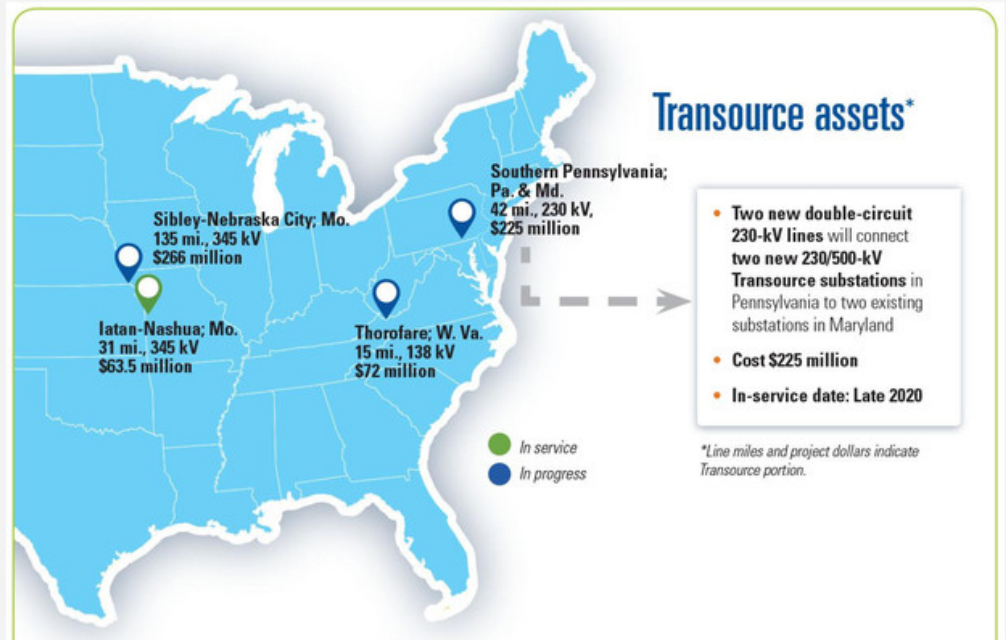 Transource assets*
Southern Pennsylvania;
Pa. & Md.
42 mi., 230 kV,
$225 million
Sibley-Nebraska City; Mo.
135 mi., 345 kV
$266 million
Iatan-Nashua; Mo.
31 mi., 345 kV
$63.5 million
Thorofare; W. Va.
15 mi., 138 kV
$72 million
• Two new double-circuit
230-kV lines will connect
two new 230/500-kV
Transource substations in
Pennsylvania to two existing
substations in Maryland
• Cost $225 million
• In-service date: Late 2020
In service
In progress
*Line miles and project dollars indicate
Transource portion.